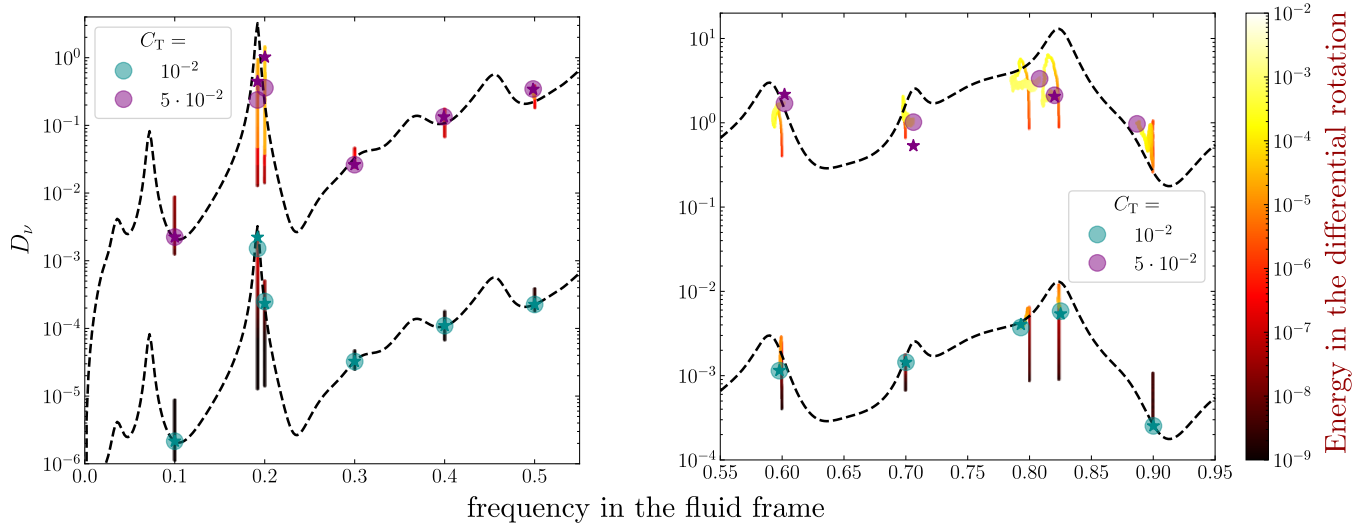 D_ν
10^0
10^{-1}
10^{-2}
10^{-3}
10^{-4}
10^{-5}
10^{-6}
C_T =
10^{-2}
5 · 10^{-2}
0.0 0.1 0.2 0.3 0.4 0.5
10^1
10^0
10^{-1}
10^{-2}
10^{-3}
10^{-4}
C_T =
10^{-2}
5 · 10^{-2}
0.55 0.60 0.65 0.70 0.75 0.80 0.85 0.90 0.95
frequency in the fluid frame
10^{-2}
10^{-3}
10^{-4}
10^{-5}
10^{-6}
10^{-7}
10^{-8}
10^{-9}
Energy in the differential rotation